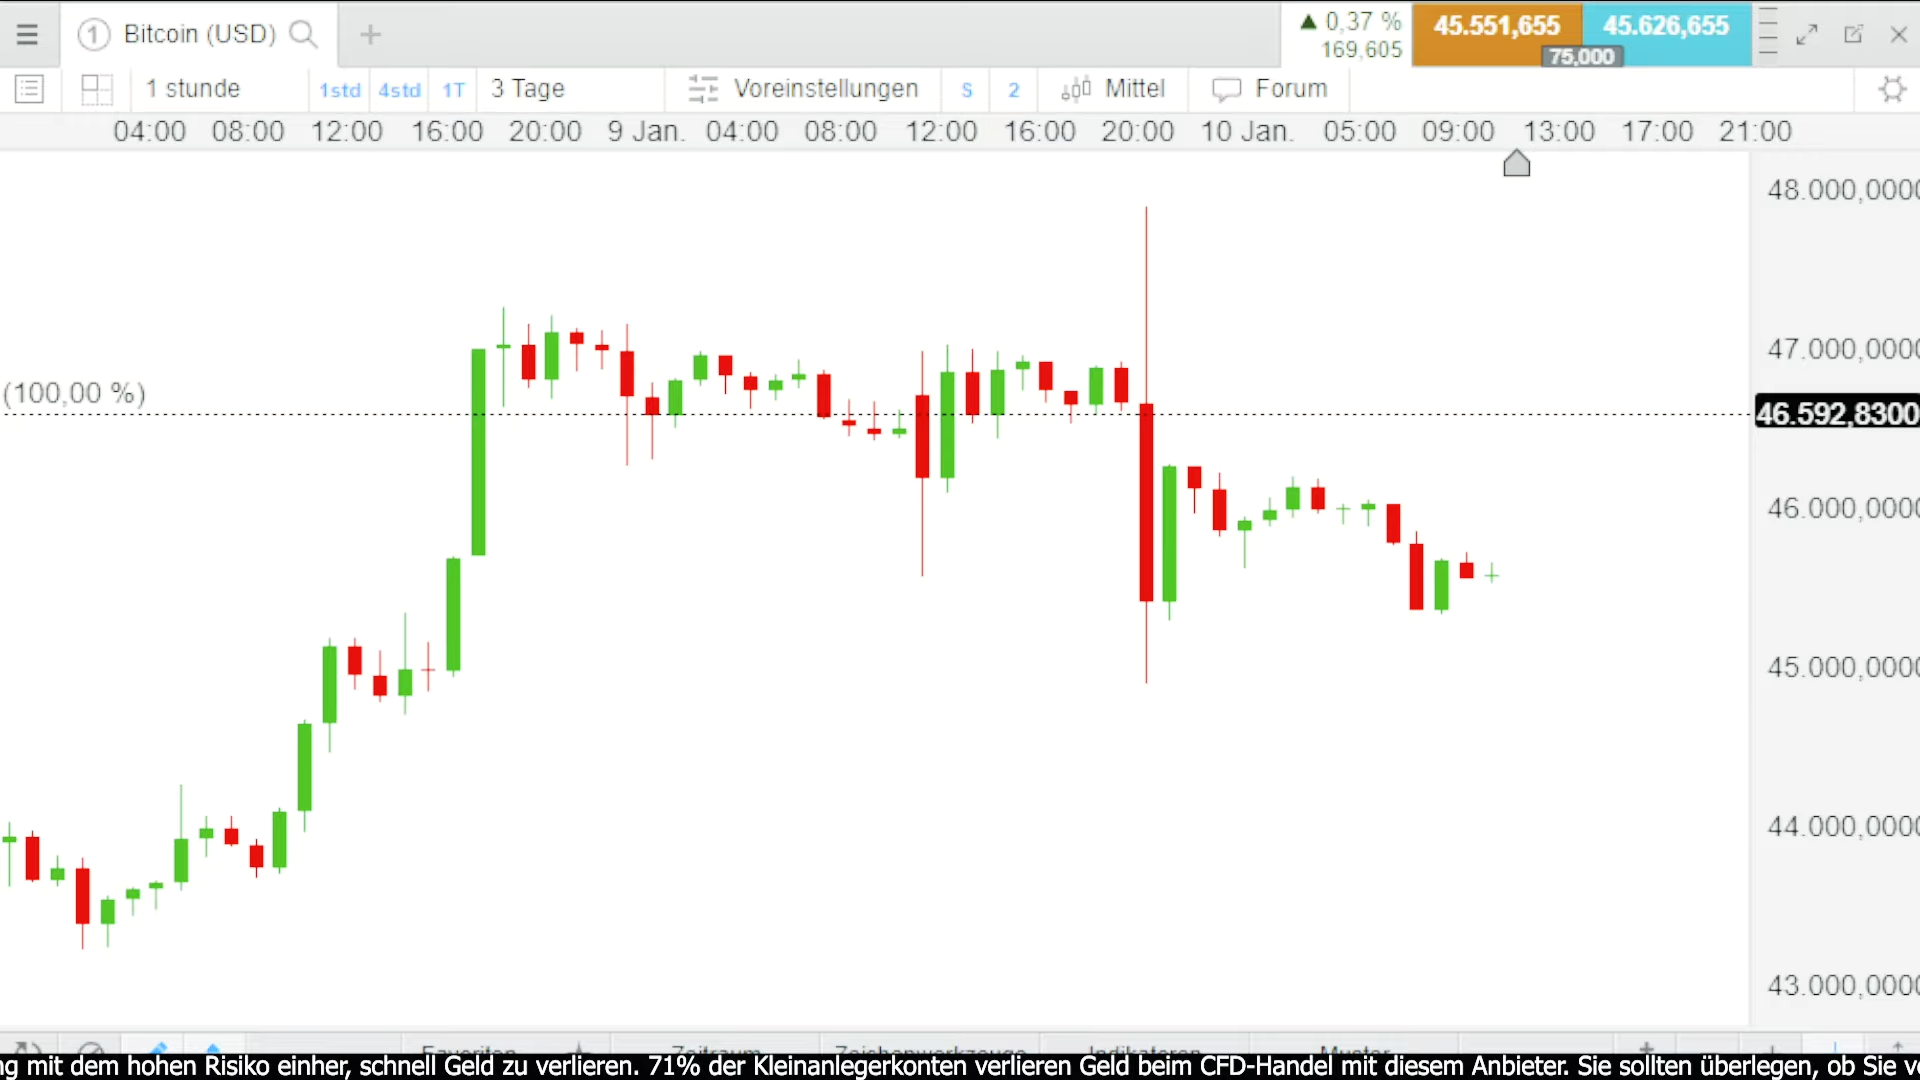 1 Bitcoin (USD)
0,37 %
169,605
45.551,655
45.626,655
75,000
1 stunde 1std 4std 1T 3 Tage Voreinstellungen S 2 Mittel Forum
04:00 08:00 12:00 16:00 20:00 9 Jan. 04:00 08:00 12:00 16:00 20:00 10 Jan. 05:00 09:00 13:00 17:00 21:00
48.000,0000
47.000,0000
(100,00 %)
46.592,8300
46.000,0000
45.000,0000
44.000,0000
43.000,0000
Favoriten Zeitraum Zeichenwerkzeuge Indikatoren Muster
mit dem hohen Risiko einher, schnell Geld zu verlieren. 71% der Kleinanlegerkonten verlieren Geld beim CFD-Handel mit diesem Anbieter. Sie sollten überlegen, ob Sie